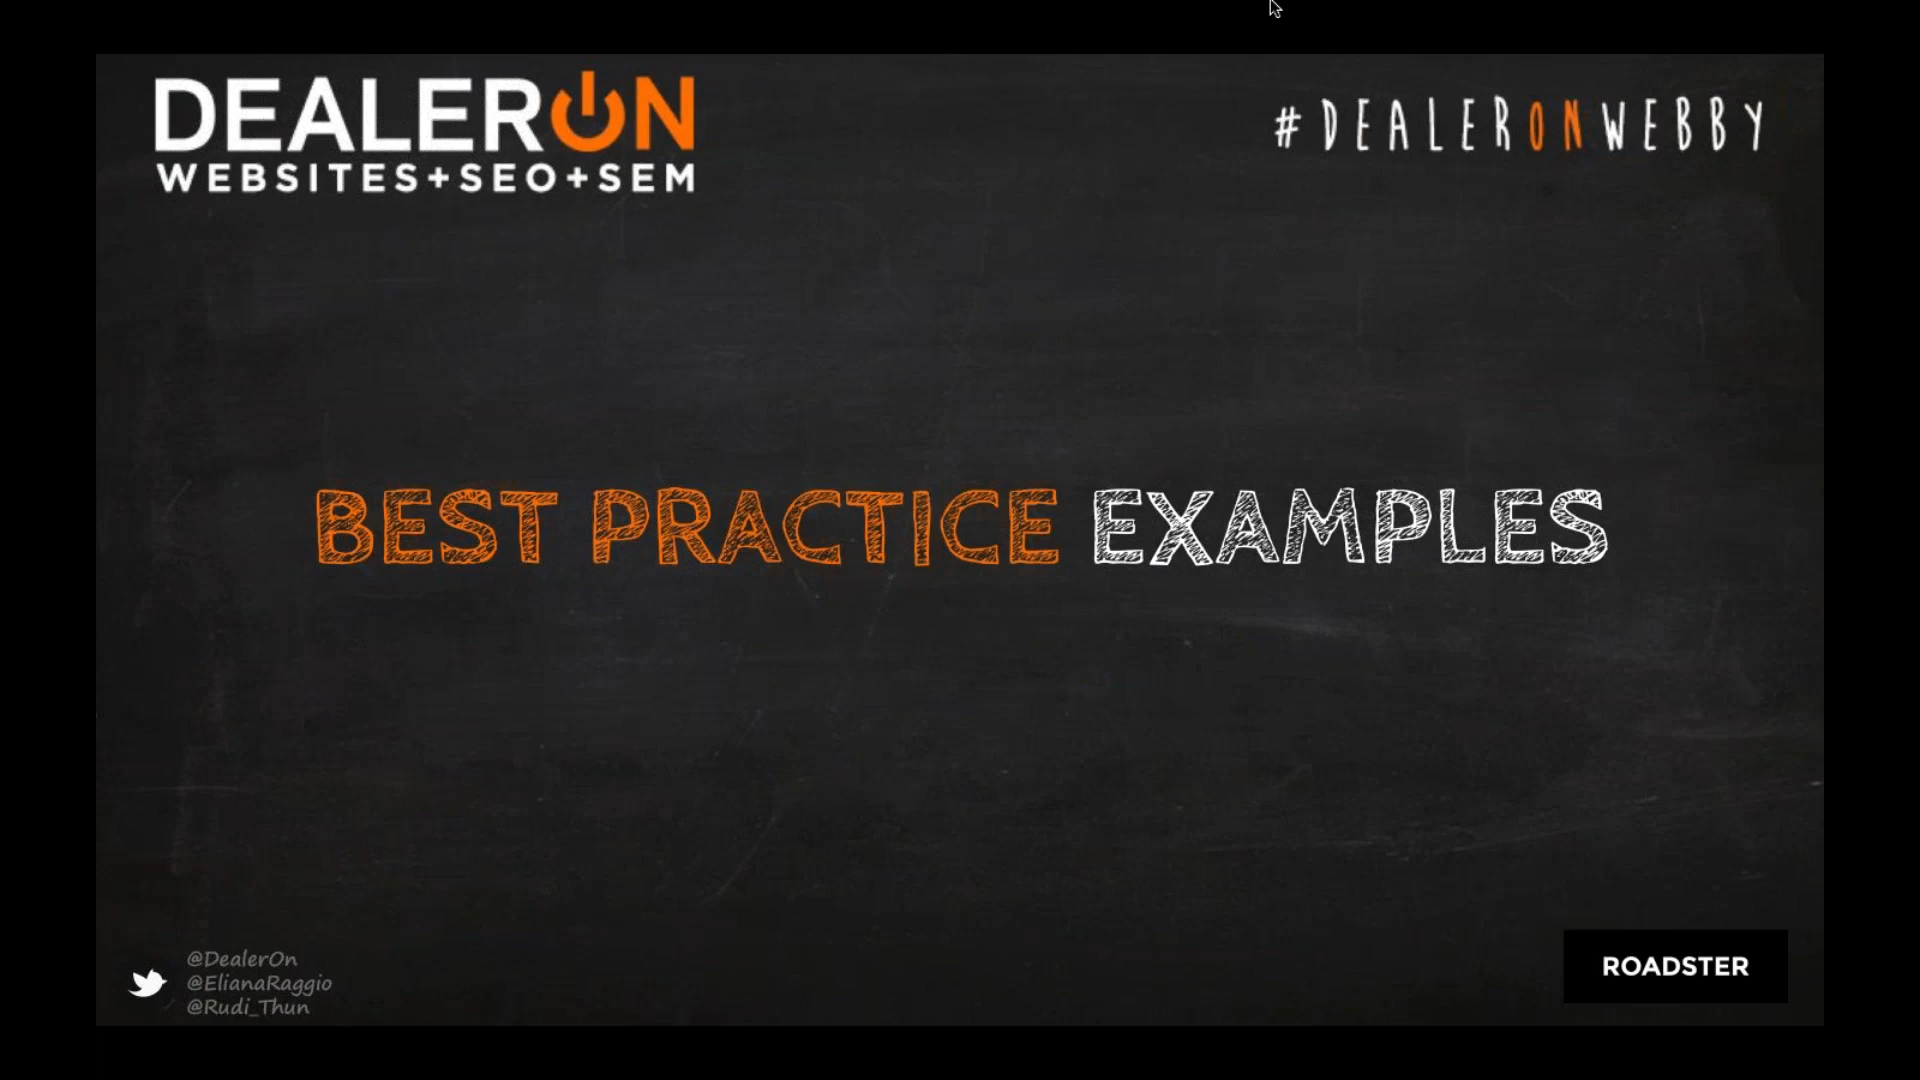 DEALERON
WEBSITES+SEO+SEM
#DEALERONWEBBY
BEST PRACTICE EXAMPLES
@DealerOn
@ElianaRaggio
@Rudi_Thun
ROADSTER